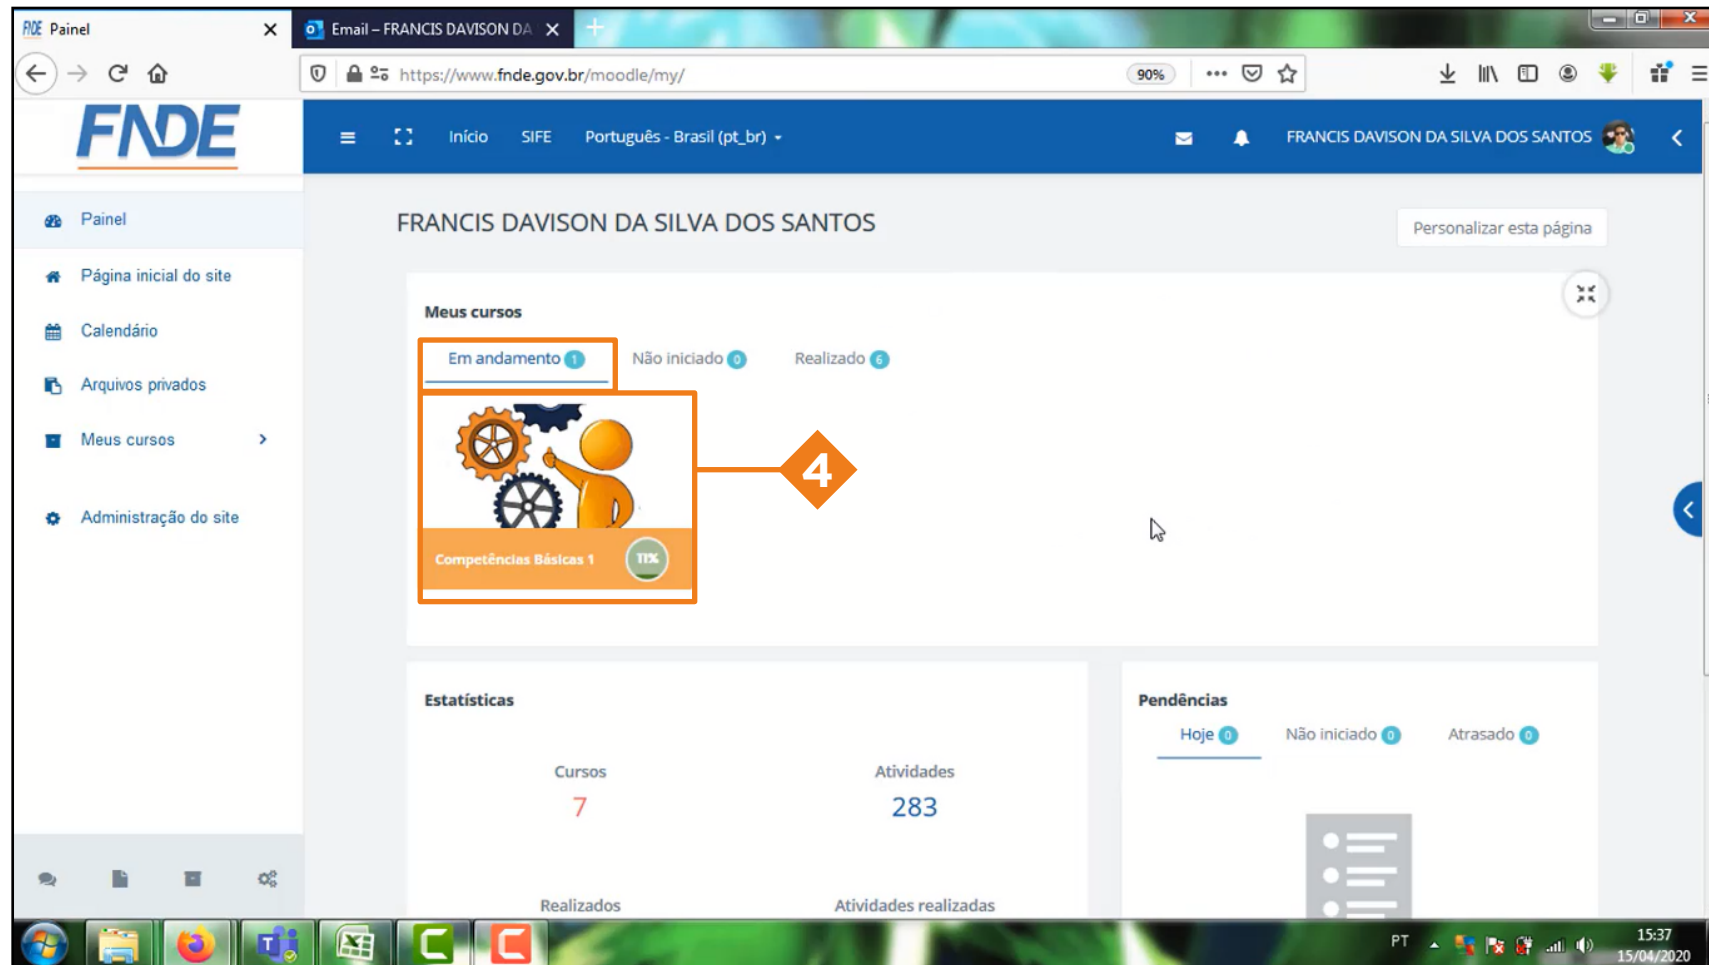 FNDE Painel
Email – FRANCIS DAVISON DA
https://www.fnde.gov.br/moodle/my/
90%
FNDE
Início SIFE Português - Brasil (pt_br)
FRANCIS DAVISON DA SILVA DOS SANTOS
Painel
Página inicial do site
Calendário
Arquivos privados
Meus cursos
Administração do site
FRANCIS DAVISON DA SILVA DOS SANTOS
Personalizar esta página
Meus cursos
Em andamento 1 Não iniciado 0 Realizado 6
4
Competências Básicas 1 11%
Estatísticas
Cursos Atividades
7 283
Realizados Atividades realizadas
Pendências
Hoje 0 Não iniciado 0 Atrasado 0
PT
15:37
15/04/2020